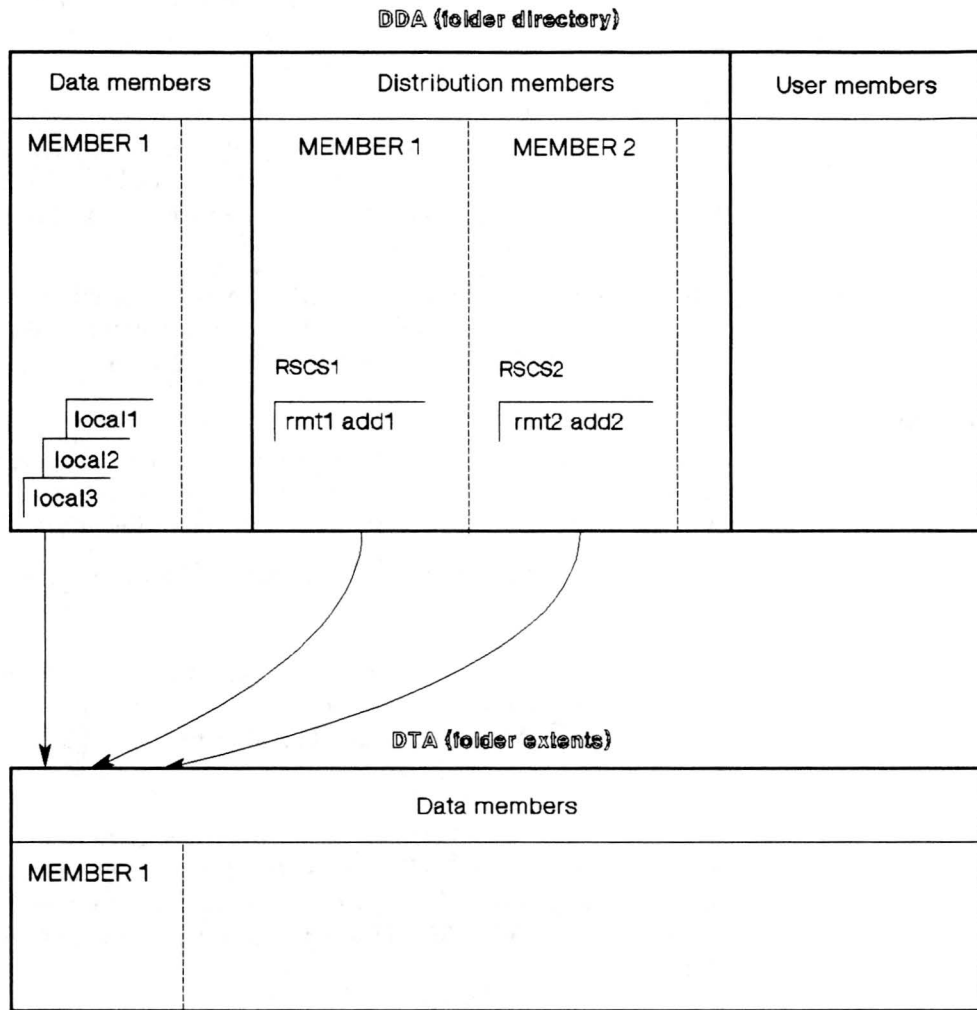 DDA (folder directory)
Data members
Distribution members
User members
MEMBER 1
MEMBER 1
MEMBER 2
RSCS1
RSCS2
local1
rmt1 add1
rmt2 add2
local2
local3
DTA (folder extents)
Data members
MEMBER 1